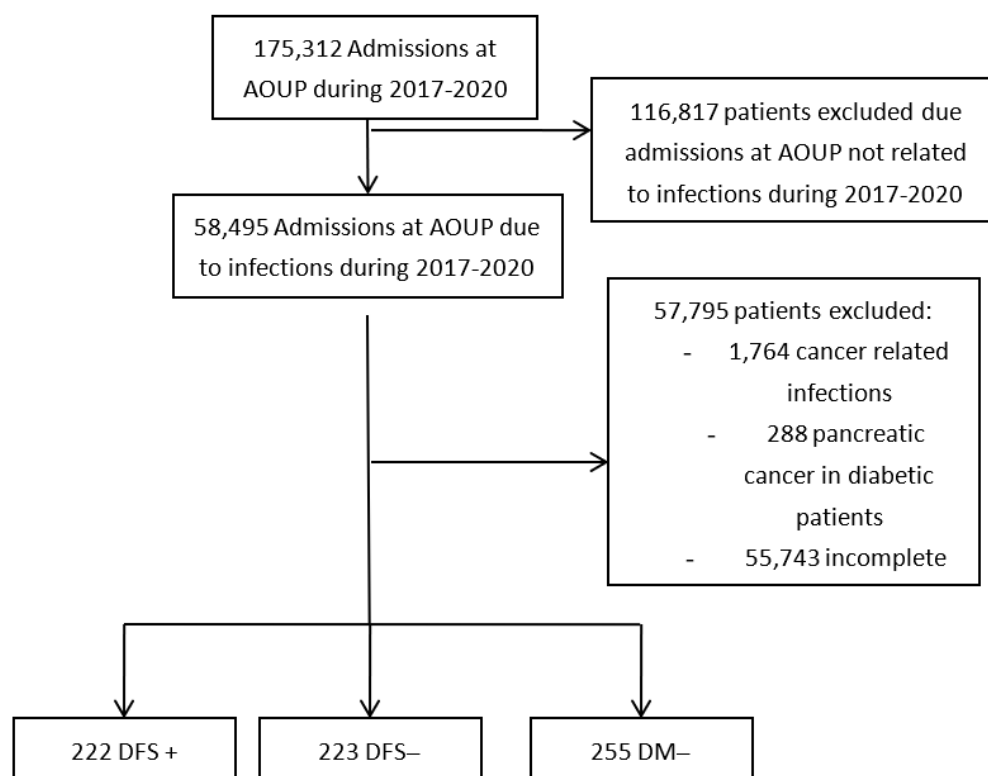 175,312 Admissions at
AOUP during 2017-2020
116,817 patients excluded due
admissions at AOUP not related
to infections during 2017-2020
58,495 Admissions at AOUP due
to infections during 2017-2020
57,795 patients excluded:
- 1,764 cancer related
infections
- 288 pancreatic
cancer in diabetic
patients
- 55,743 incomplete
222 DFS +
223 DFS–
255 DM–